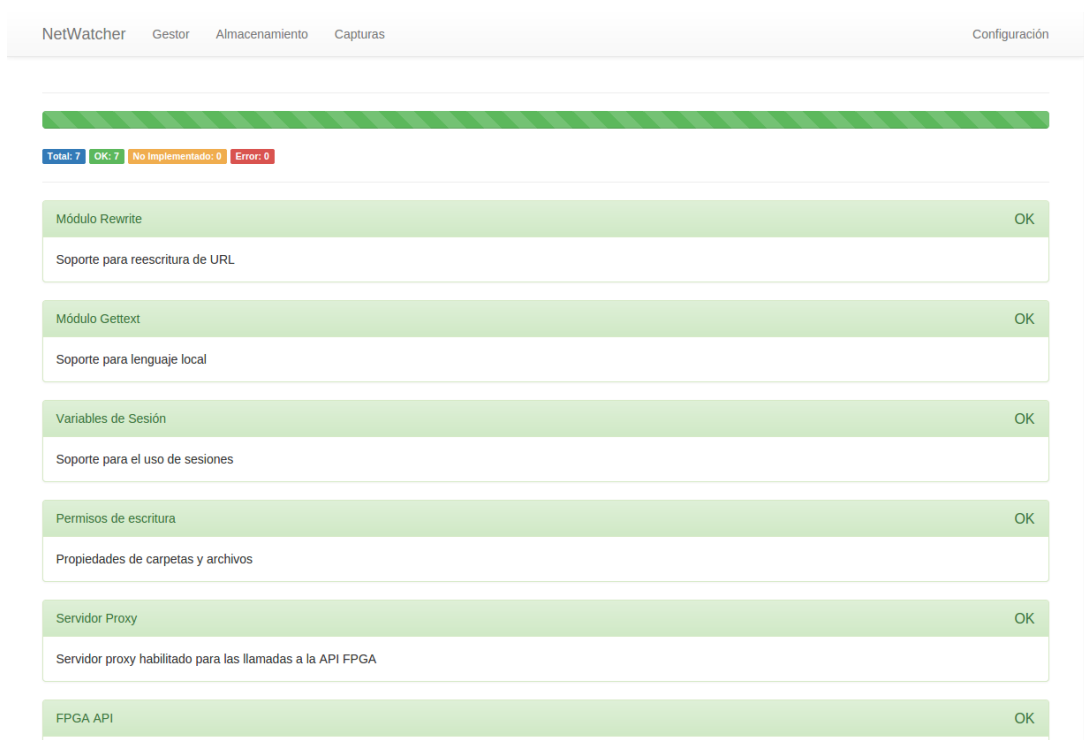 NetWatcher Gestor Almacenamiento Capturas Configuración
Total: 7 OK: 7 No Implementado: 0 Error: 0
Módulo Rewrite OK
Soporte para reescritura de URL
Módulo Gettext OK
Soporte para lenguaje local
Variables de Sesión OK
Soporte para el uso de sesiones
Permisos de escritura OK
Propiedades de carpetas y archivos
Servidor Proxy OK
Servidor proxy habilitado para las llamadas a la API FPGA
FPGA API OK